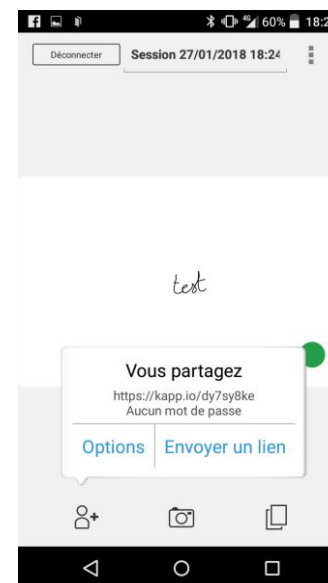 60% 18:2
Déconnecter Session 27/01/2018 18:24
test
Vous partagez
https://kapp.io/dy7sy8ke
Aucun mot de passe
Options Envoyer un lien